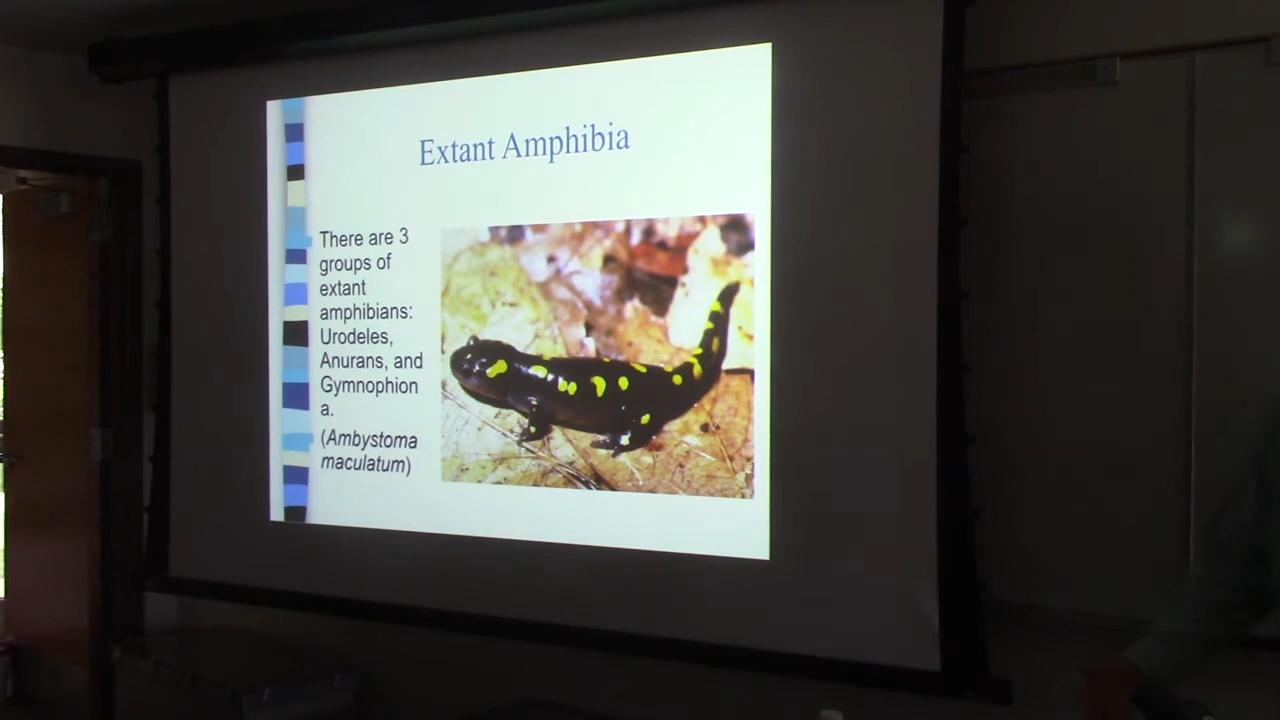 Extant Amphibia
There are 3
groups of
extant
amphibians:
Urodeles,
Anurans, and
Gymnophion
a.
(Ambystoma
maculatum)